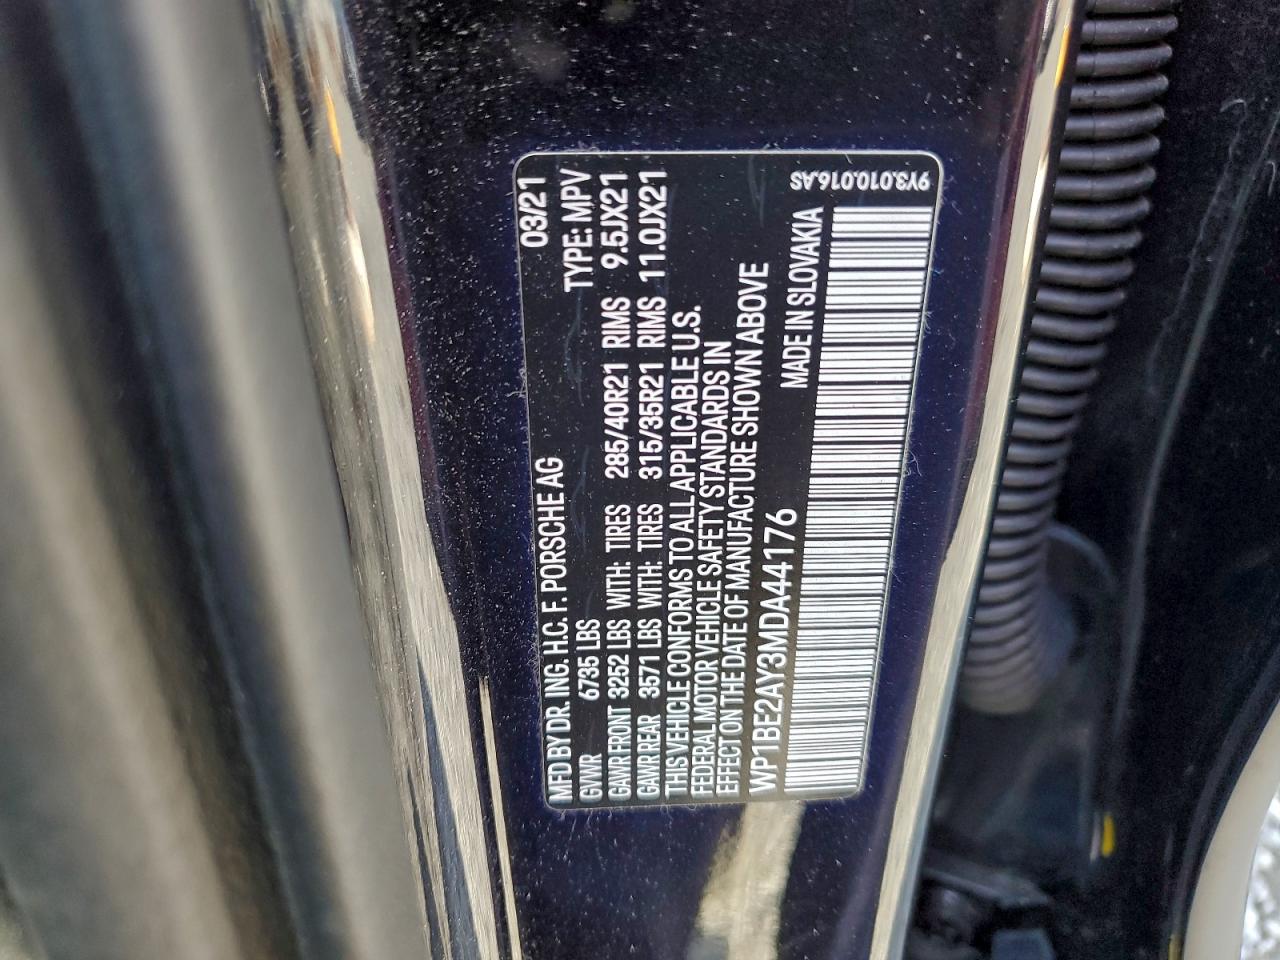 MFD BY DR. ING. H.C. F. PORSCHE AG 03/21
GVWR 6735 LBS TYPE: MPV
GAWR FRONT 3252 LBS WITH: TIRES 285/40R21 RIMS 9.5JX21
GAWR REAR 3571 LBS WITH: TIRES 315/35R21 RIMS 11.0JX21
THIS VEHICLE CONFORMS TO ALL APPLICABLE U.S.
FEDERAL MOTOR VEHICLE SAFETY STANDARDS IN
EFFECT ON THE DATE OF MANUFACTURE SHOWN ABOVE
WP1BE2AY3MDA44176 MADE IN SLOVAKIA
9Y3.010.016.AS